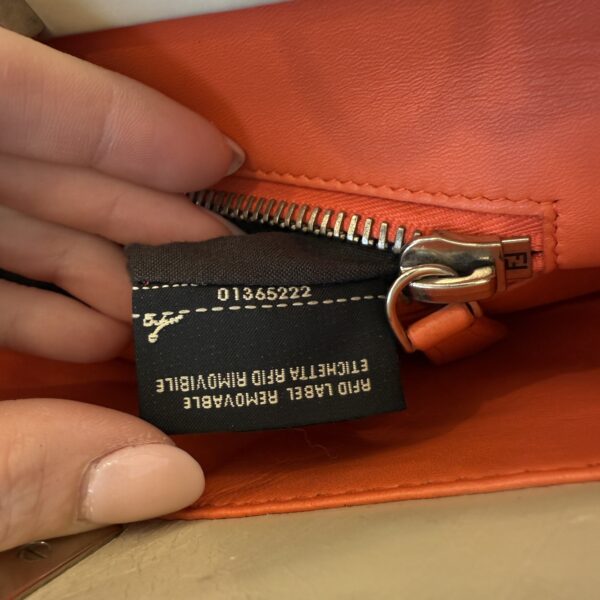 01365222
RFID LABEL REMOVABLE
ETICHETTA RFID RIMOVIBILE